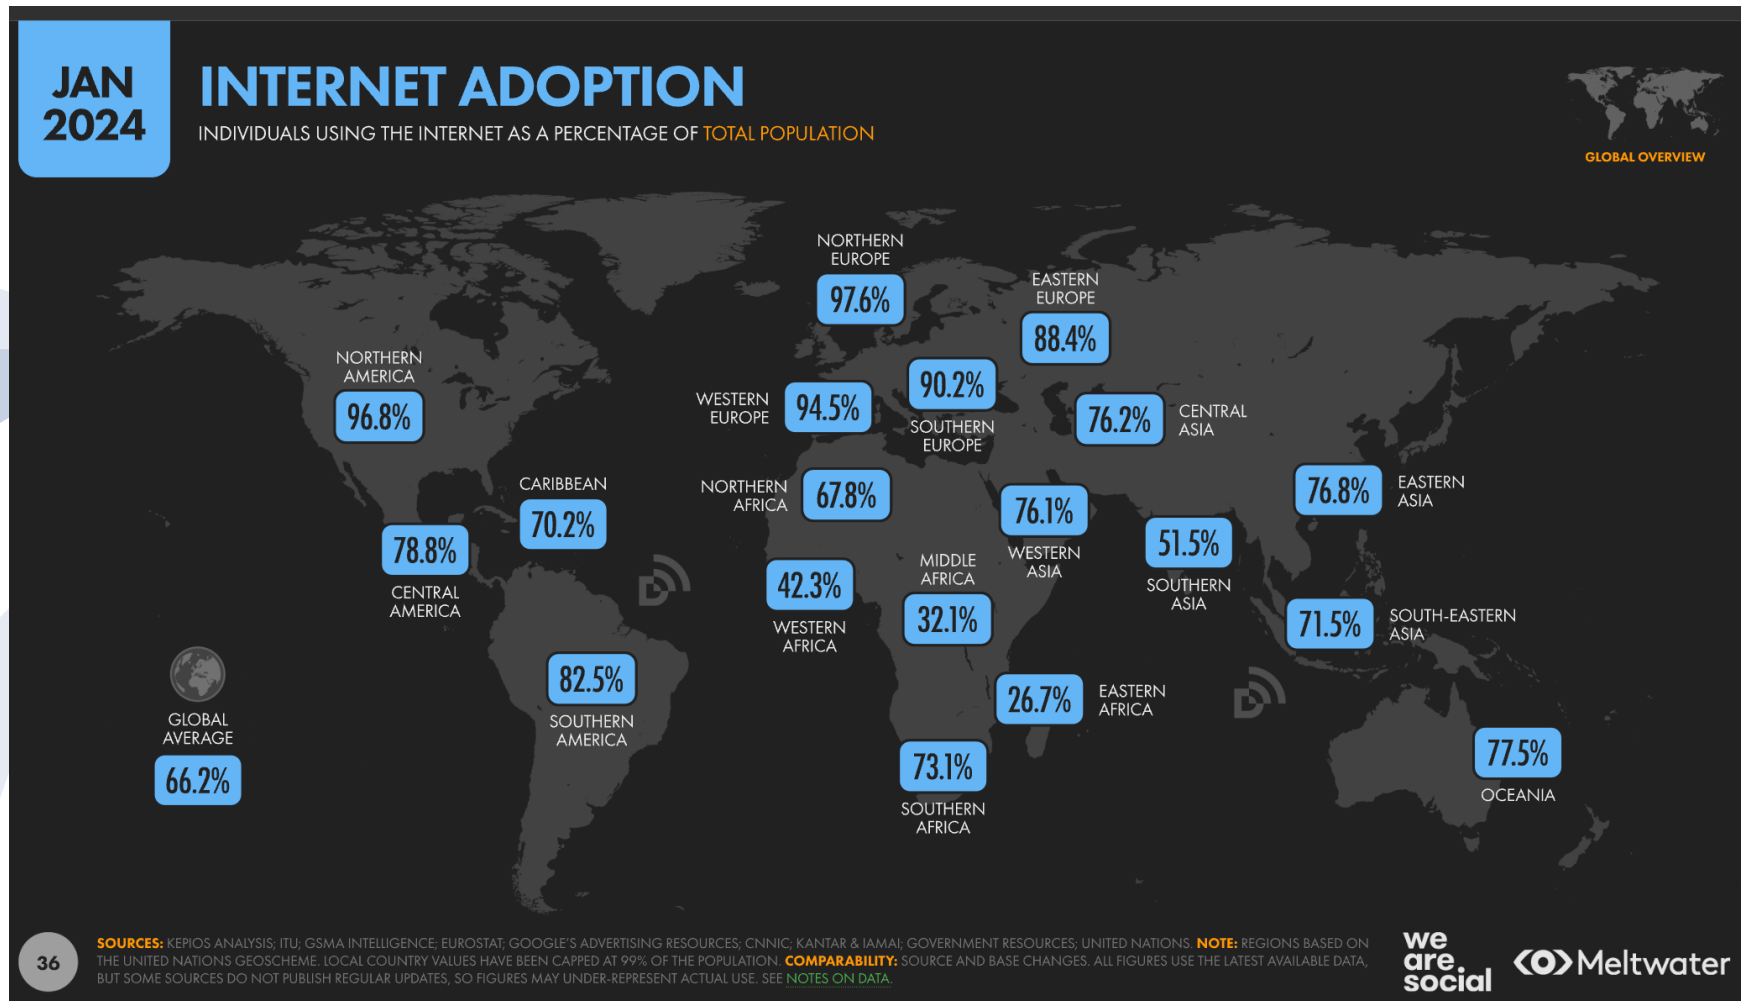 JAN
2024
INTERNET ADOPTION
INDIVIDUALS USING THE INTERNET AS A PERCENTAGE OF TOTAL POPULATION
GLOBAL OVERVIEW
NORTHERN
EUROPE
97.6%
EASTERN
EUROPE
88.4%
NORTHERN
AMERICA
96.8%
WESTERN
EUROPE
94.5%
90.2%
SOUTHERN
EUROPE
76.2%
CENTRAL
ASIA
CARIBBEAN
70.2%
NORTHERN
AFRICA
67.8%
76.1%
WESTERN
ASIA
76.8%
EASTERN
ASIA
78.8%
CENTRAL
AMERICA
42.3%
WESTERN
AFRICA
MIDDLE
AFRICA
32.1%
51.5%
SOUTHERN
ASIA
71.5%
SOUTH-EASTERN
ASIA
82.5%
SOUTHERN
AMERICA
26.7%
EASTERN
AFRICA
GLOBAL
AVERAGE
66.2%
73.1%
SOUTHERN
AFRICA
77.5%
OCEANIA
36
SOURCES: KEPIOS ANALYSIS; ITU; GSMA INTELLIGENCE; EUROSTAT; GOOGLE'S ADVERTISING RESOURCES; CNNIC; KANTAR & IAMAI; GOVERNMENT RESOURCES; UNITED NATIONS. NOTE: REGIONS BASED ON
THE UNITED NATIONS GEOSCHEME. LOCAL COUNTRY VALUES HAVE BEEN CAPPED AT 99% OF THE POPULATION. COMPARABILITY: SOURCE AND BASE CHANGES. ALL FIGURES USE THE LATEST AVAILABLE DATA,
BUT SOME SOURCES DO NOT PUBLISH REGULAR UPDATES, SO FIGURES MAY UNDER-REPRESENT ACTUAL USE. SEE NOTES ON DATA.
we
are
social
Meltwater